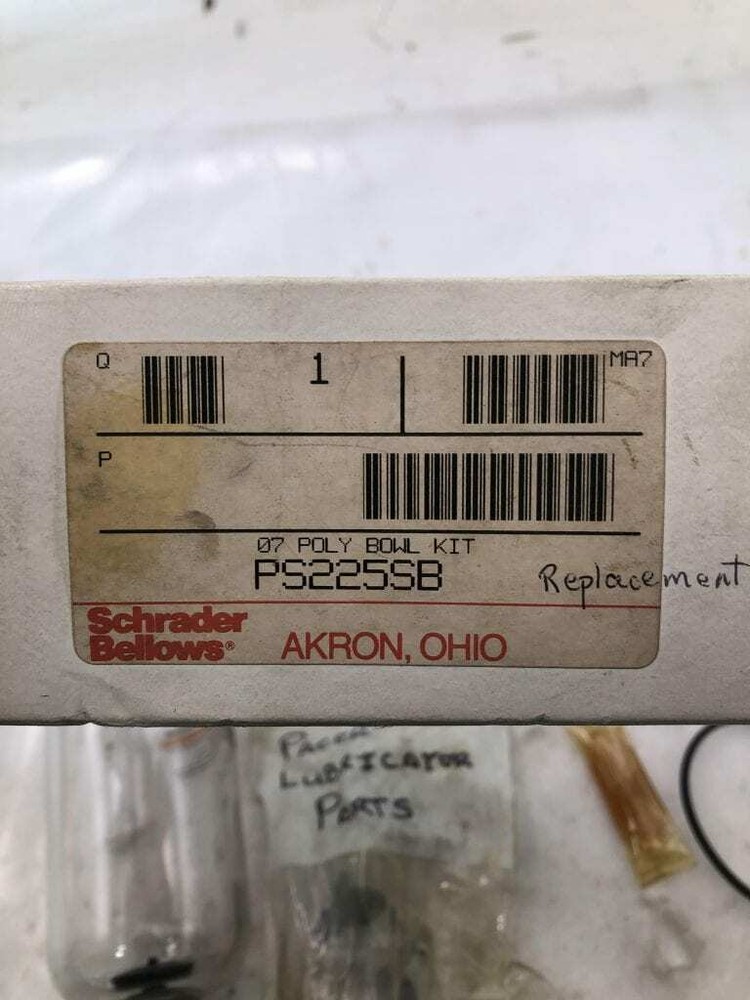 Q 1 MA7
P
07 POLY BOWL KIT
PS225SB
Replacement
Schrader
Bellows®
AKRON, OHIO
LUBRICATOR
PARTS